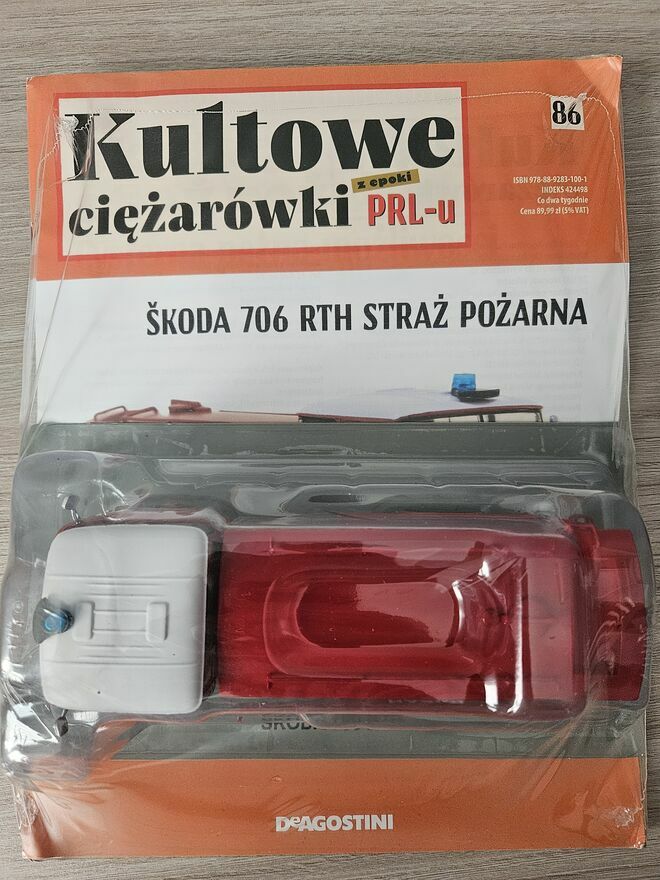 Kultowe
z epoki
ciężarówki PRL-u
86
ISBN 978-88-9283-100-1
INDEKS 424498
Co dwa tygodnie
Cena 89,99 zł (5% VAT)
ŠKODA 706 RTH STRAŻ POŻARNA
DeAGOSTINI